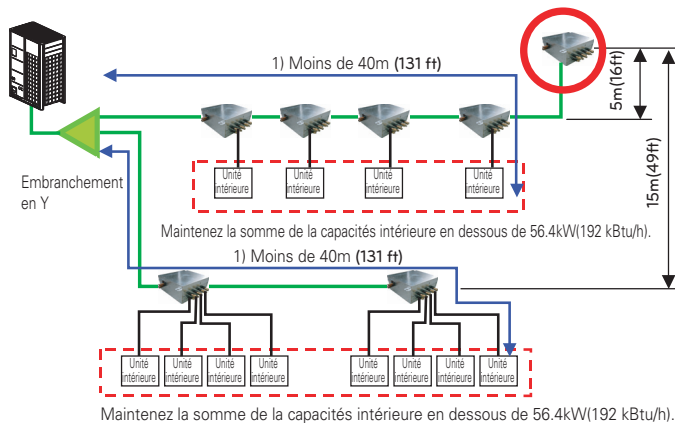 1) Moins de 40m (131 ft)
5m(16ft)
15m(49ft)
Embranchement
en Y
Unité
intérieure
Unité
intérieure
Unité
intérieure
Unité
intérieure
Maintenez la somme de la capacités intérieure en dessous de 56.4kW(192 kBtu/h).
1) Moins de 40m (131 ft)
Unité
intérieure
Unité
intérieure
Unité
intérieure
Unité
intérieure
Unité
intérieure
Unité
intérieure
Unité
intérieure
Unité
intérieure
Maintenez la somme de la capacités intérieure en dessous de 56.4kW(192 kBtu/h).